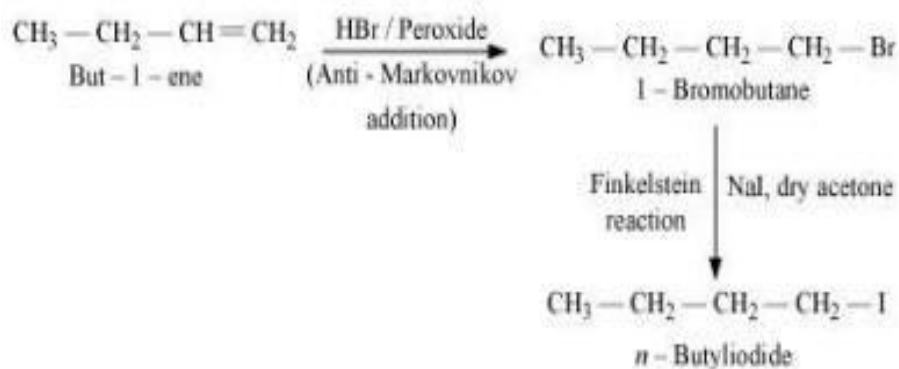 CH₃ — CH₂ — CH = CH₂
But – 1 – ene
HBr / Peroxide
(Anti - Markovnikov
addition)
CH₃ — CH₂ — CH₂ — CH₂ — Br
1 – Bromobutane
Finkelstein
reaction
NaI, dry acetone
CH₃ — CH₂ — CH₂ — CH₂ — I
n – Butyliodide